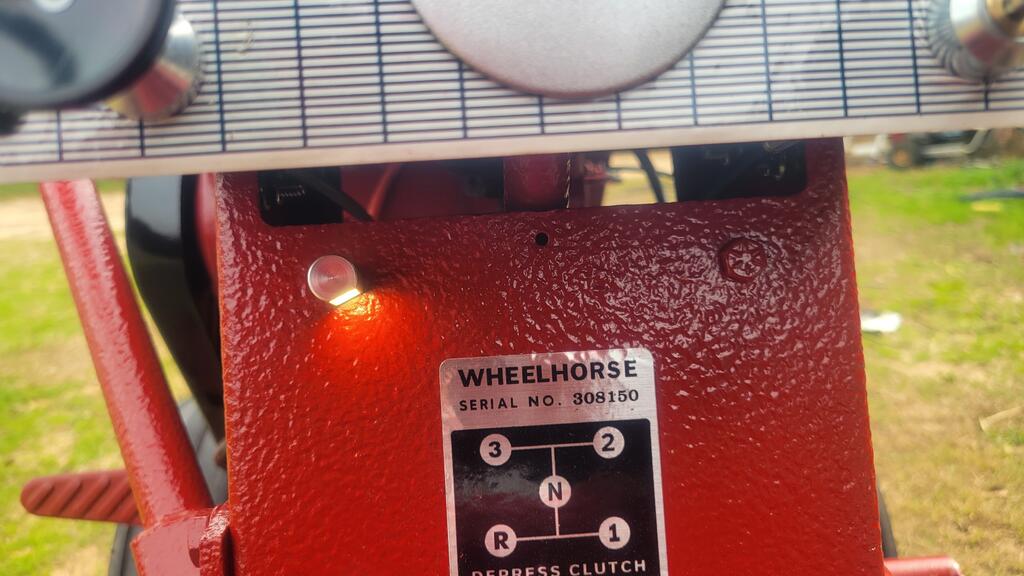 WHEELHORSE
SERIAL NO. 308150
3 2
N
R 1
DEPRESS CLUTCH